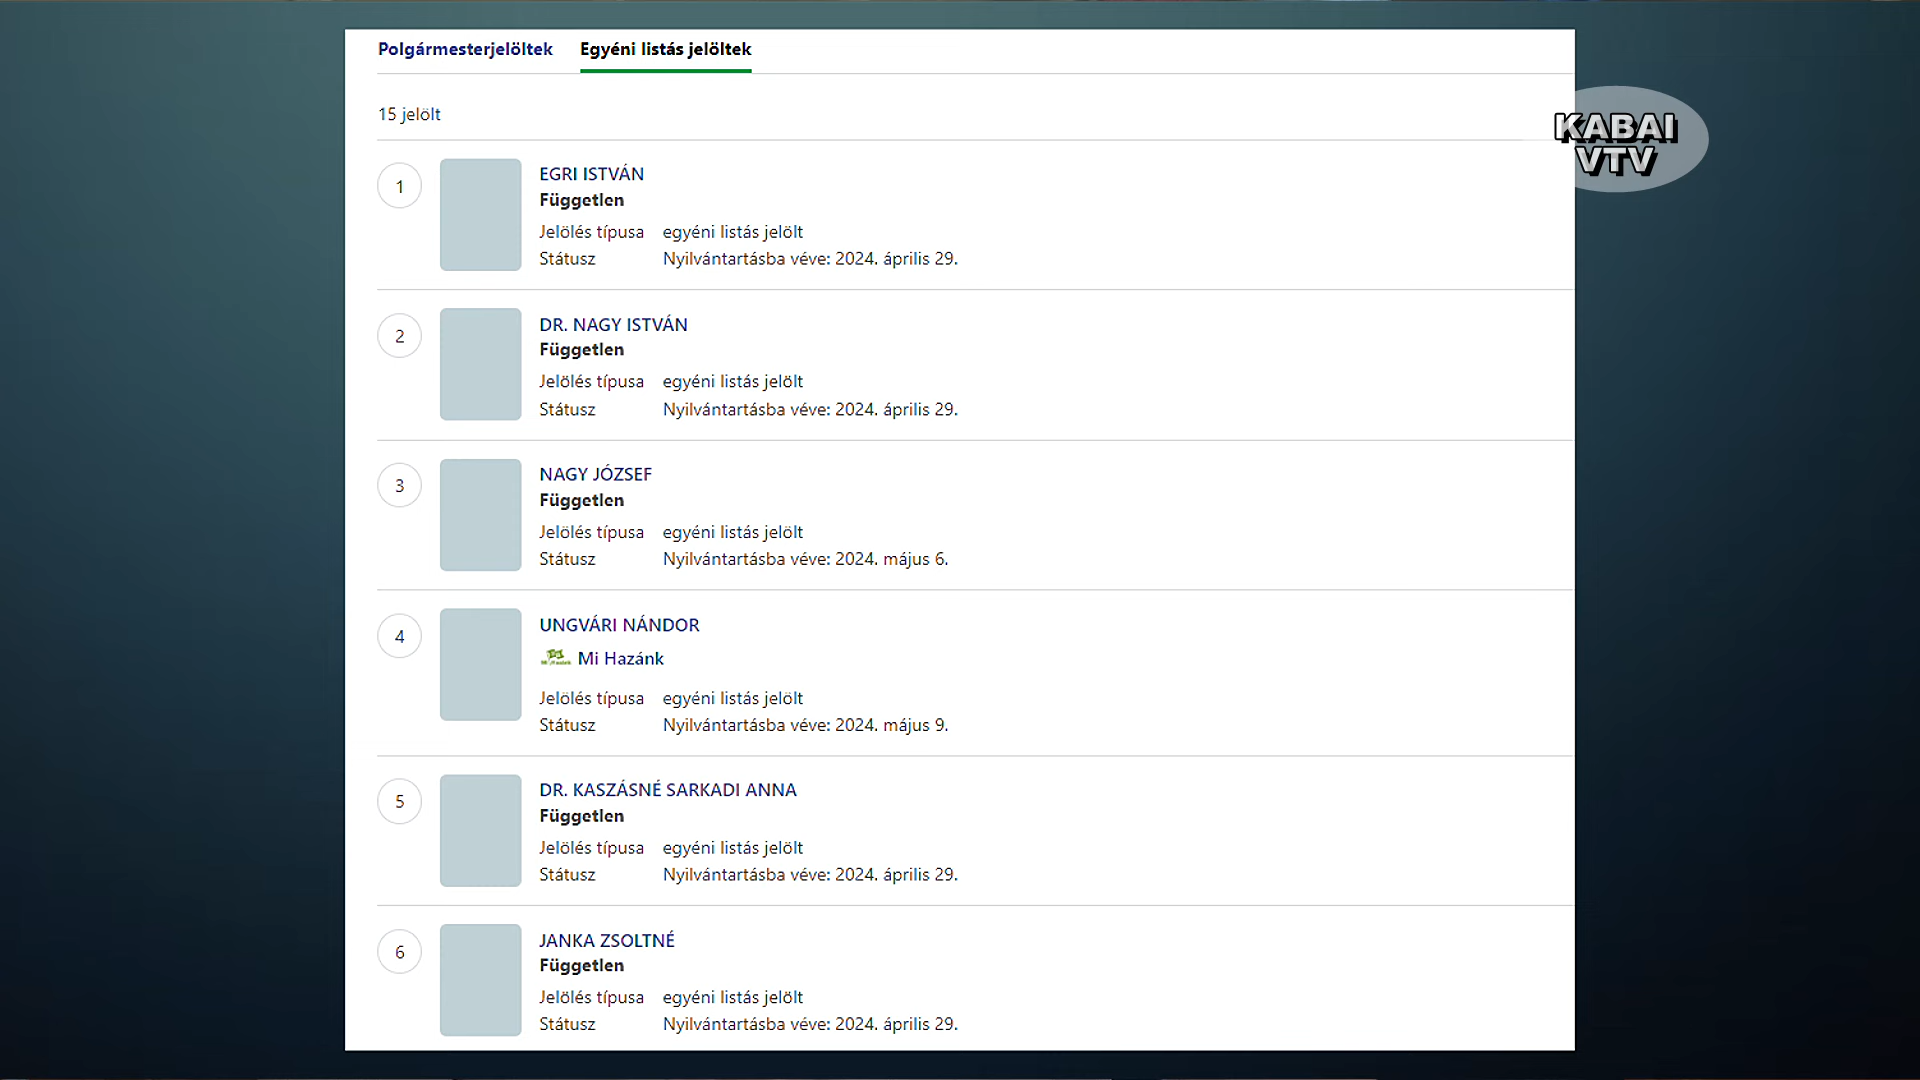 Polgármesterjelöltek Egyéni listás jelöltek
15 jelölt
KABAI
VTV
1
EGRI ISTVÁN
Független
Jelölés típusa egyéni listás jelölt
Státusz Nyilvántartásba véve: 2024. április 29.
2
DR. NAGY ISTVÁN
Független
Jelölés típusa egyéni listás jelölt
Státusz Nyilvántartásba véve: 2024. április 29.
3
NAGY JÓZSEF
Független
Jelölés típusa egyéni listás jelölt
Státusz Nyilvántartásba véve: 2024. május 6.
4
UNGVÁRI NÁNDOR
Mi Hazánk
Jelölés típusa egyéni listás jelölt
Státusz Nyilvántartásba véve: 2024. május 9.
5
DR. KASZÁSNÉ SARKADI ANNA
Független
Jelölés típusa egyéni listás jelölt
Státusz Nyilvántartásba véve: 2024. április 29.
6
JANKA ZSOLTNÉ
Független
Jelölés típusa egyéni listás jelölt
Státusz Nyilvántartásba véve: 2024. április 29.